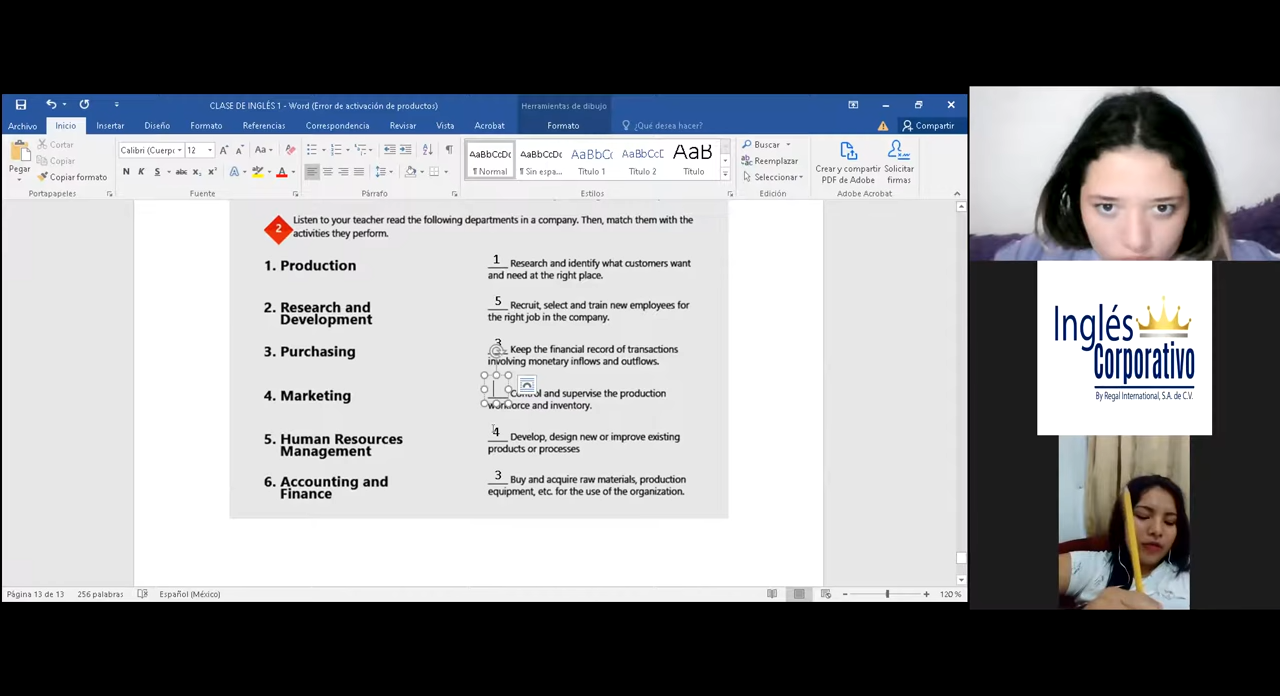 CLASE DE INGLÉS 1 - Word (Error de activación de productos)
Herramientas de dibujo
Archivo Inicio Insertar Diseño Formato Referencias Correspondencia Revisar Vista Acrobat Formato ¿Qué desea hacer? Compartir
Pegar
Cortar
Copiar
Copiar formato
Calibri (Cuerpo 12
N K S abc x₂ x²
AaBbCcDc AaBbCcDc AaBbCc AaBbCcD AaB
¶ Normal ¶ Sin espa... Título 1 Título 2 Título
Buscar
Reemplazar
Seleccionar
Crear y compartir PDF de Adobe
Solicitar firmas
Portapapeles Fuente Párrafo Estilos Edición Adobe Acrobat
2
Listen to your teacher read the following departments in a company. Then, match them with the
activities they perform.
1. Production
1 Research and identify what customers want
and need at the right place.
2. Research and
Development
5 Recruit, select and train new employees for
the right job in the company.
3. Purchasing
Keep the financial record of transactions
involving monetary inflows and outflows.
4. Marketing
Control and supervise the production
workforce and inventory.
5. Human Resources
Management
4 Develop, design new or improve existing
products or processes
6. Accounting and
Finance
3 Buy and acquire raw materials, production
equipment, etc. for the use of the organization.
Página 13 de 13 256 palabras Español (México) 120 %
Inglés
Corporativo
By Regal International, S.A. de C.V.